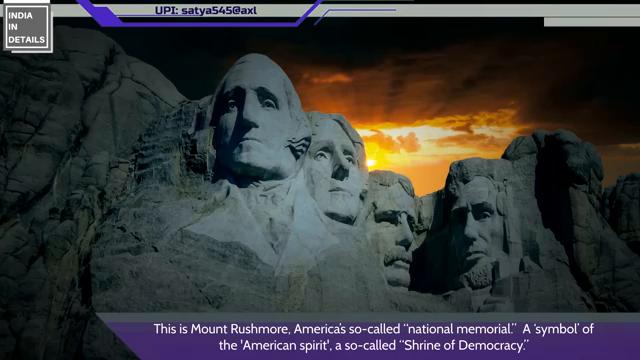 UPI: satya545@axl
INDIA
IN
DETAILS
This is Mount Rushmore, America's so-called “national memorial.” A ‘symbol’ of
the 'American spirit', a so-called “Shrine of Democracy.”